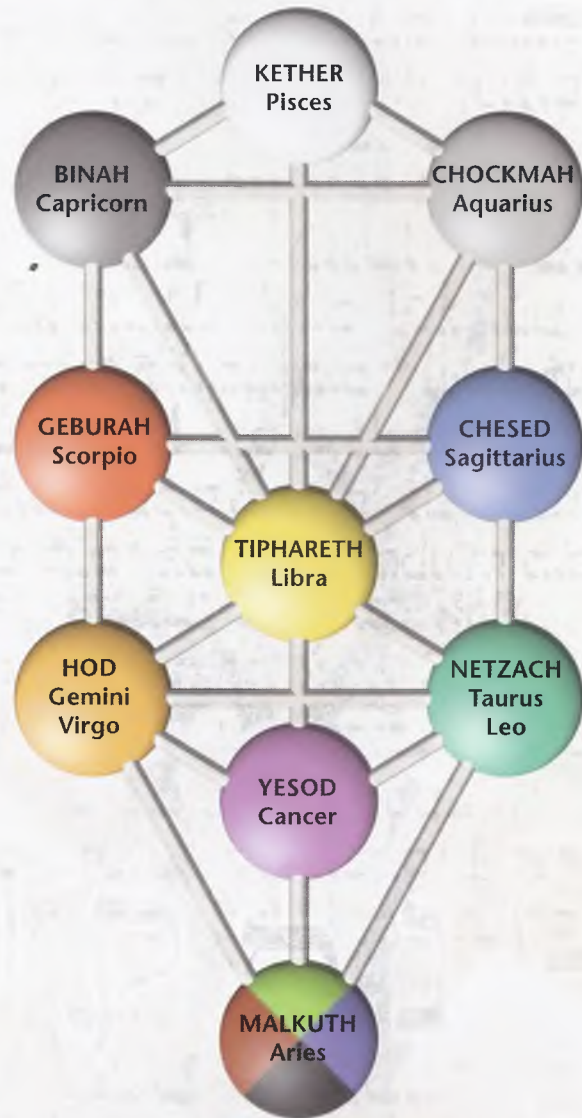 KETHER
Pisces
BINAH
Capricorn
CHOCKMAH
Aquarius
GEBURAH
Scorpio
CHESED
Sagittarius
TIPHARETH
Libra
HOD
Gemini
Virgo
NETZACH
Taurus
Leo
YESOD
Cancer
MALKUTH
Aries